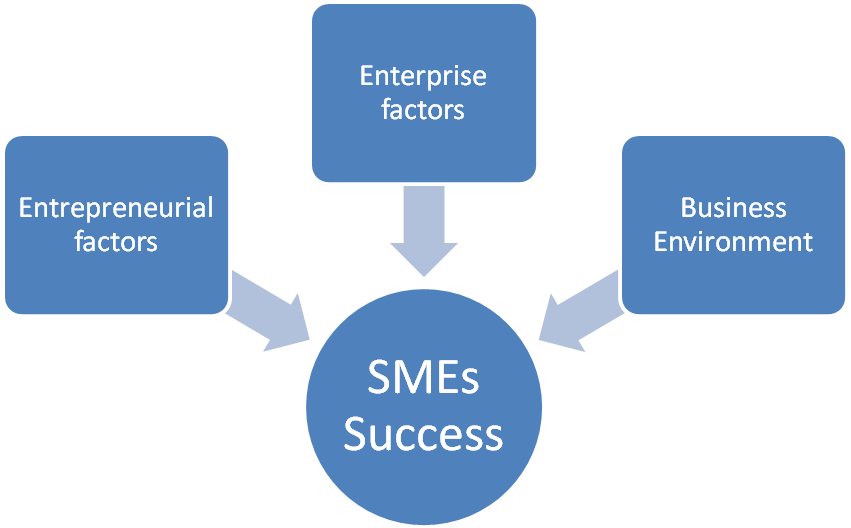 Enterprise
factors
Entrepreneurial
factors
Business
Environment
SMEs
Success